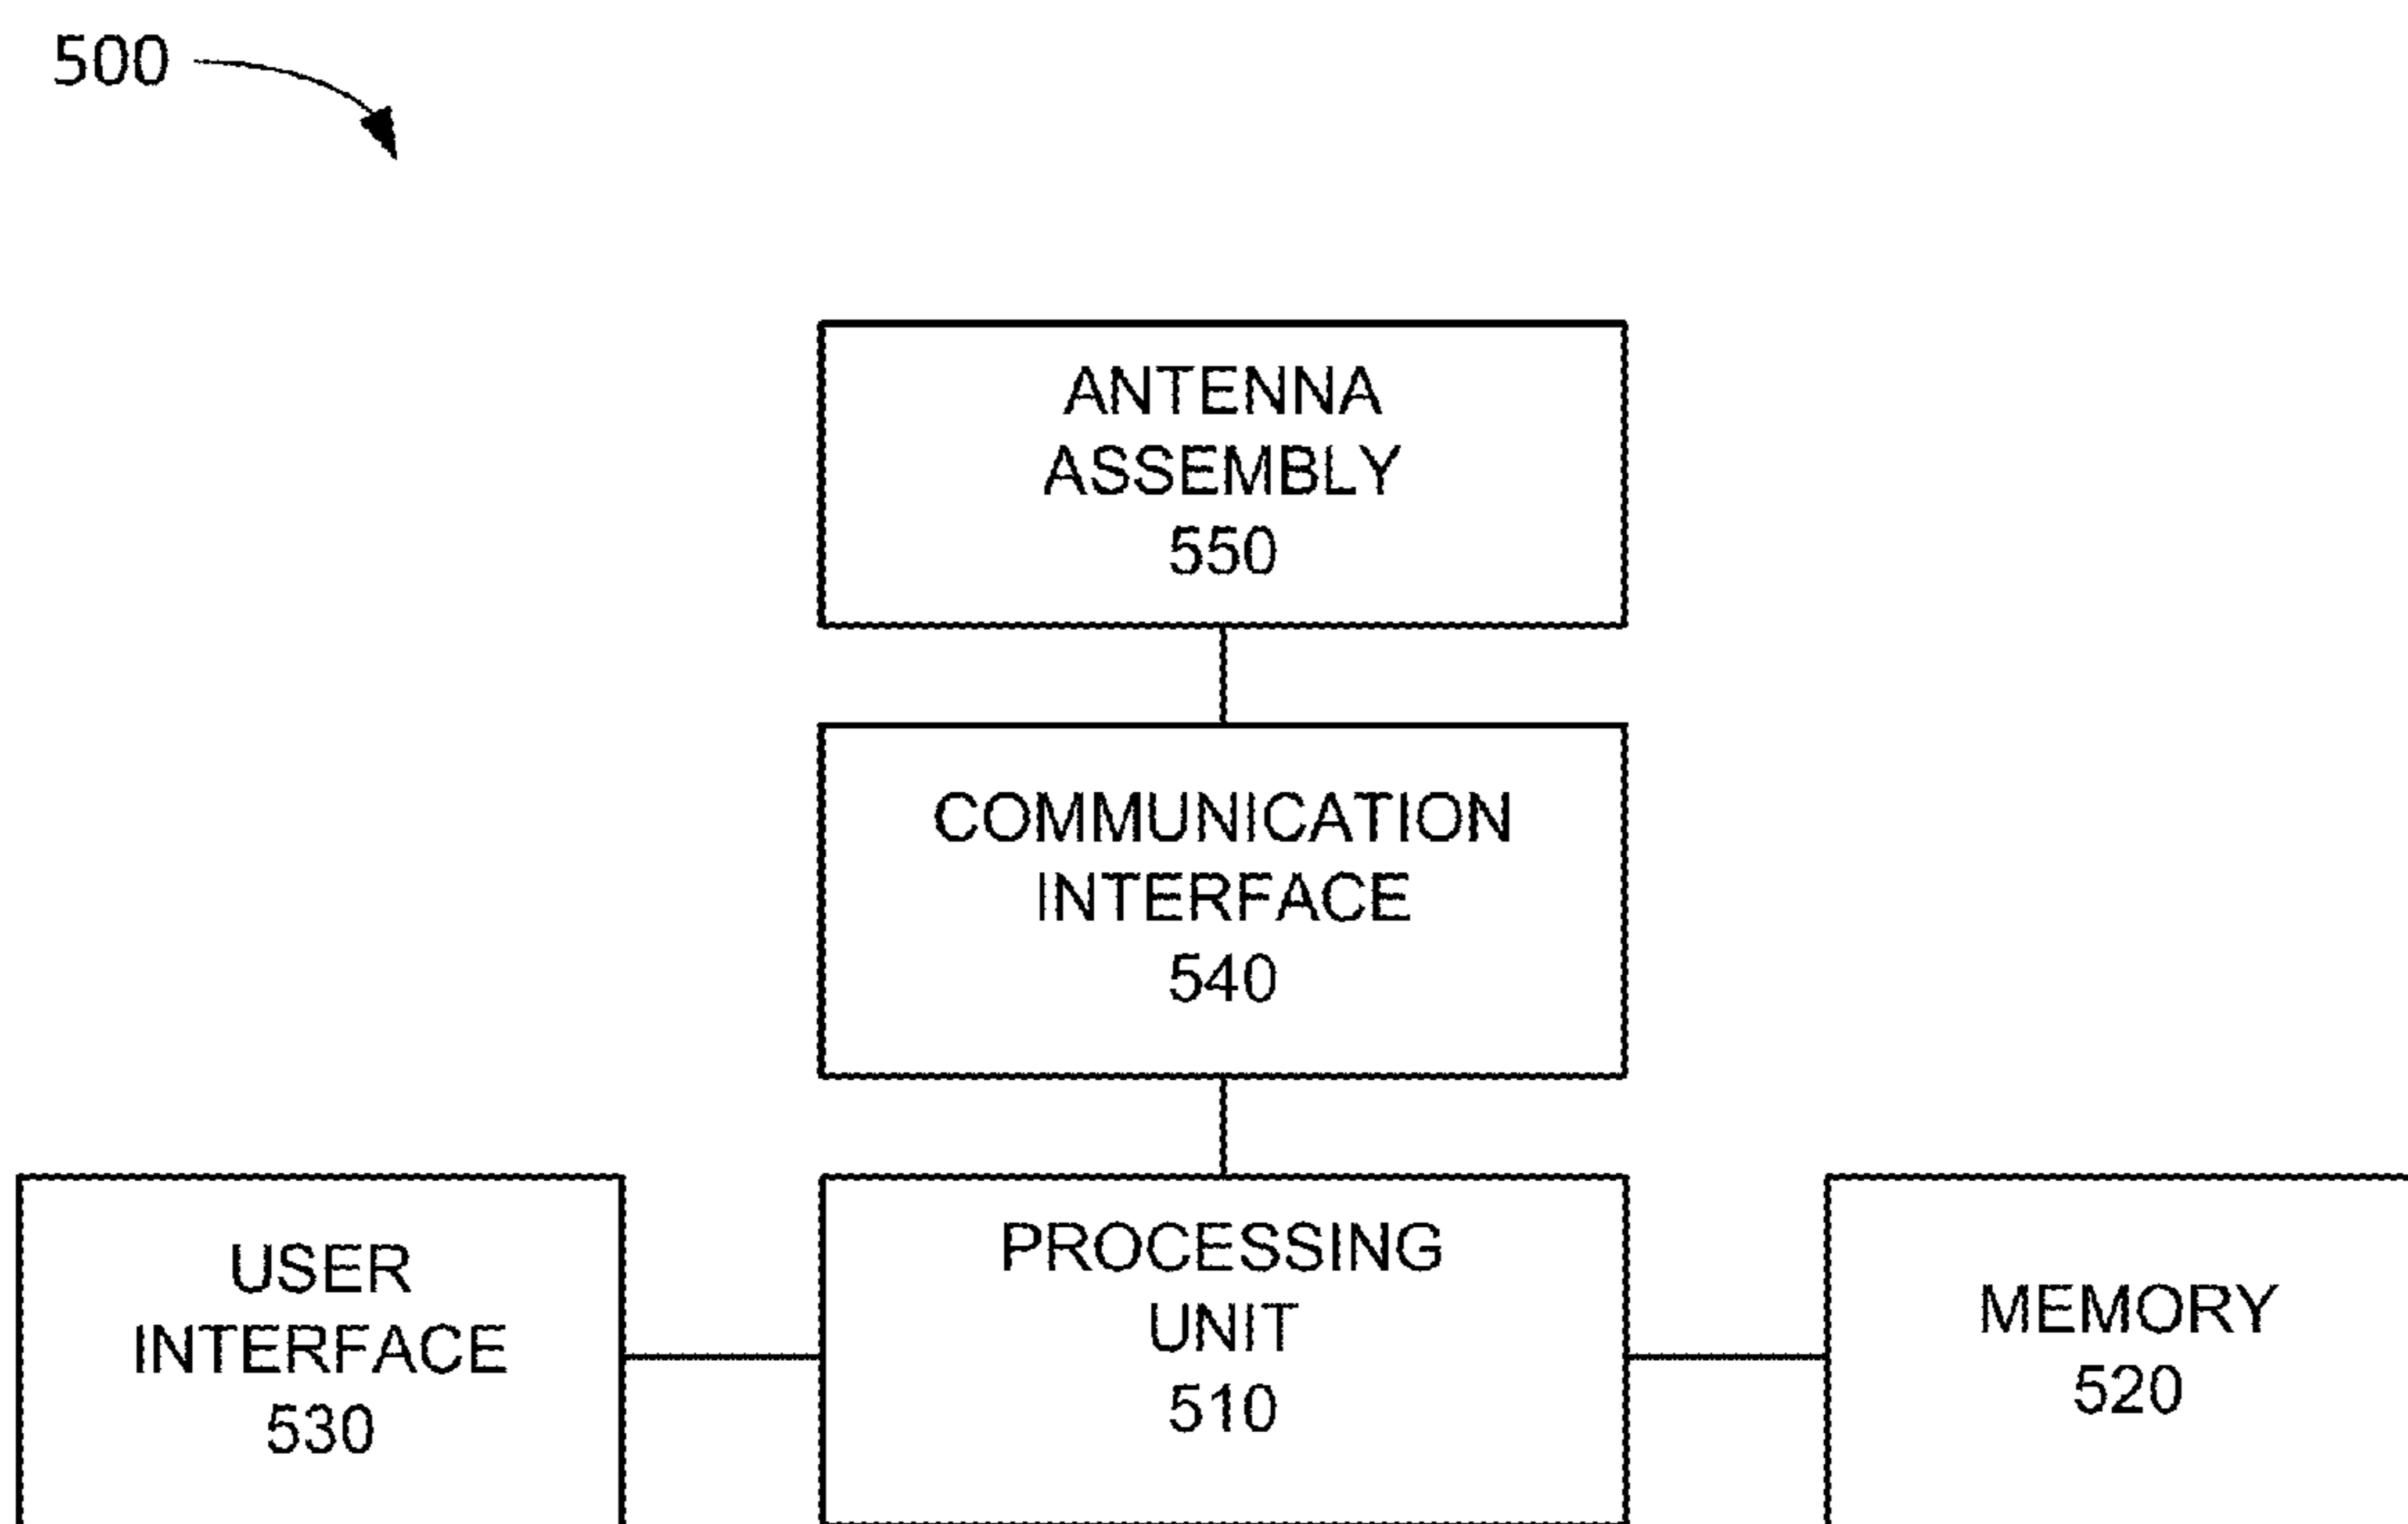 500
ANTENNA
ASSEMBLY
550
COMMUNICATION
INTERFACE
540
USER
INTERFACE
530
PROCESSING
UNIT
510
MEMORY
520